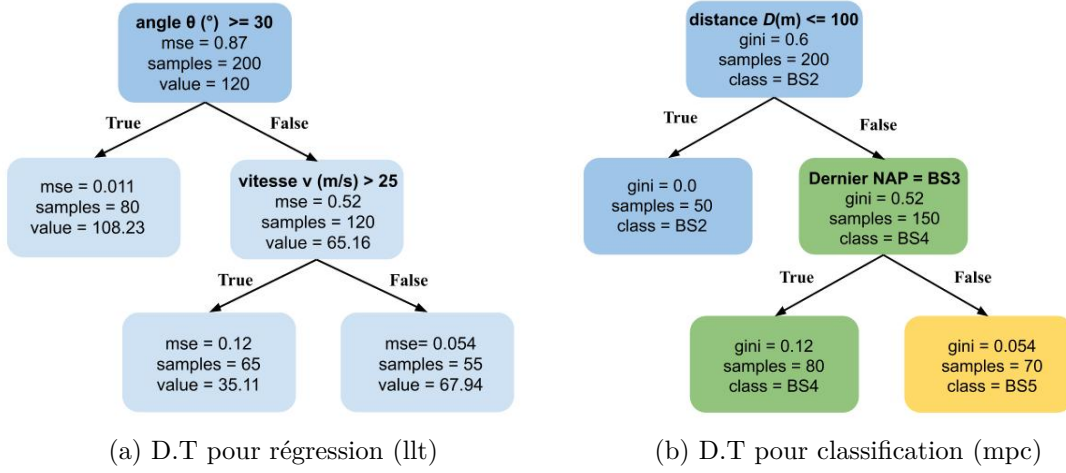 angle θ (°) >= 30
mse = 0.87
samples = 200
value = 120
True
False
mse = 0.011
samples = 80
value = 108.23
vitesse v (m/s) > 25
mse = 0.52
samples = 120
value = 65.16
True
False
mse = 0.12
samples = 65
value = 35.11
mse= 0.054
samples = 55
value = 67.94
(a) D.T pour régression (llt)
distance D(m) <= 100
gini = 0.6
samples = 200
class = BS2
True
False
gini = 0.0
samples = 50
class = BS2
Dernier NAP = BS3
gini = 0.52
samples = 150
class = BS4
True
False
gini = 0.12
samples = 80
class = BS4
gini = 0.054
samples = 70
class = BS5
(b) D.T pour classification (mpc)